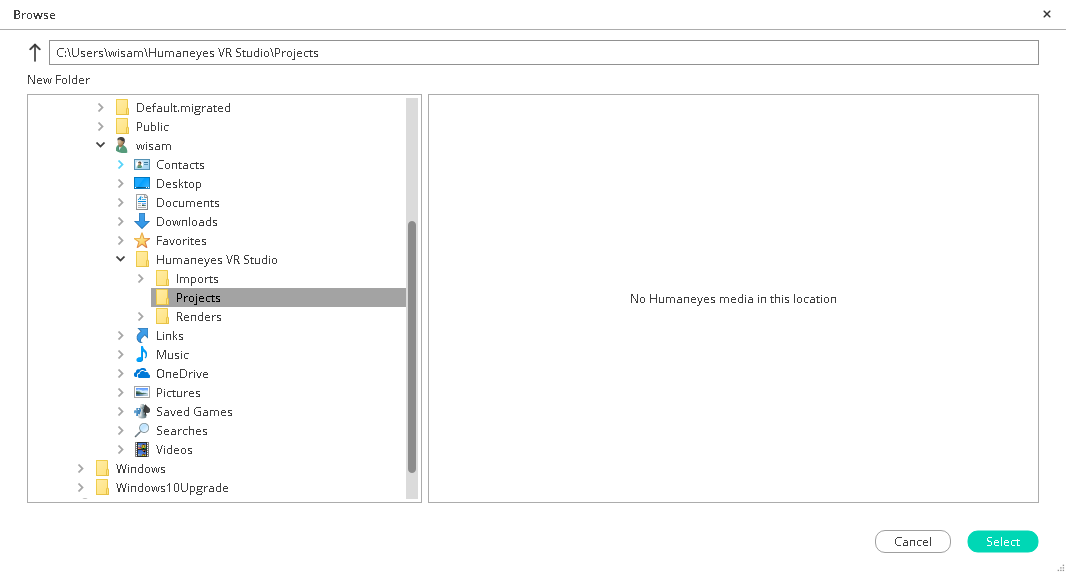 Browse
C:\Users\wisam\Humaneyes VR Studio\Projects
New Folder
Default.migrated
Public
wisam
Contacts
Desktop
Documents
Downloads
Favorites
Humaneyes VR Studio
Imports
Projects
Renders
Links
Music
OneDrive
Pictures
Saved Games
Searches
Videos
Windows
Windows10Upgrade
No Humaneyes media in this location
Cancel
Select